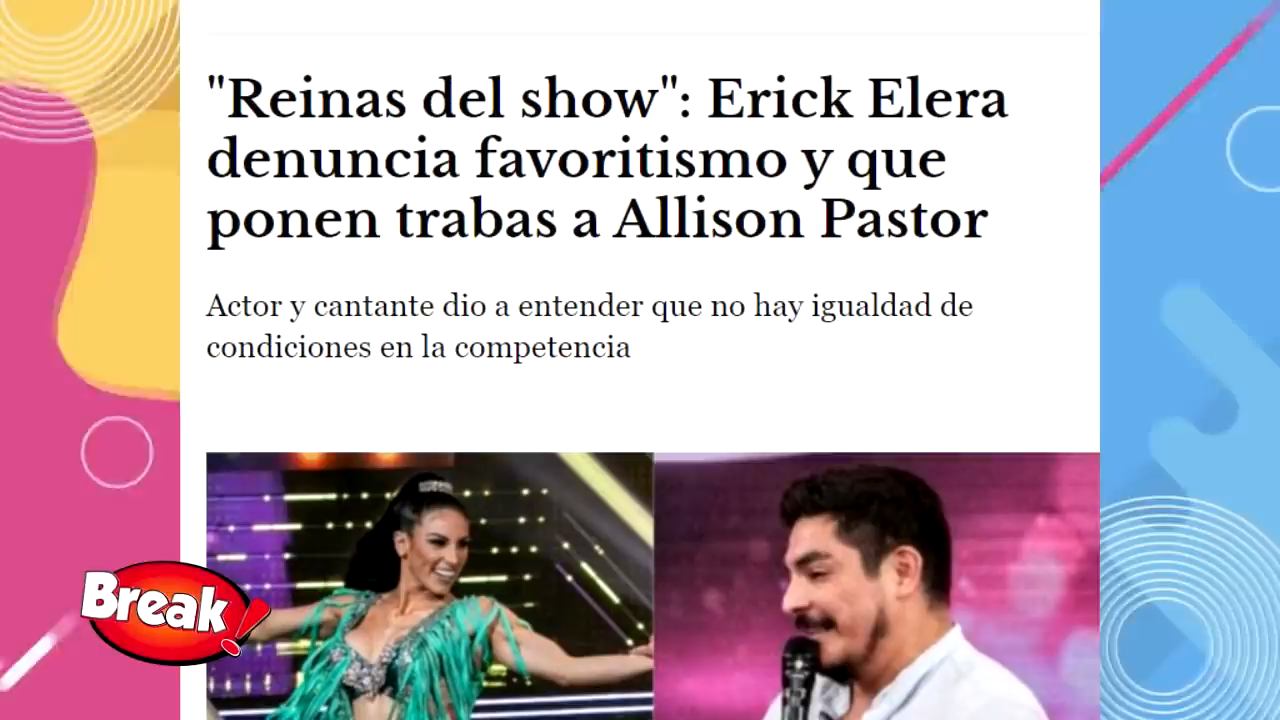 "Reinas del show": Erick Elera
denuncia favoritismo y que
ponen trabas a Allison Pastor
Actor y cantante dio a entender que no hay igualdad de
condiciones en la competencia
Break!